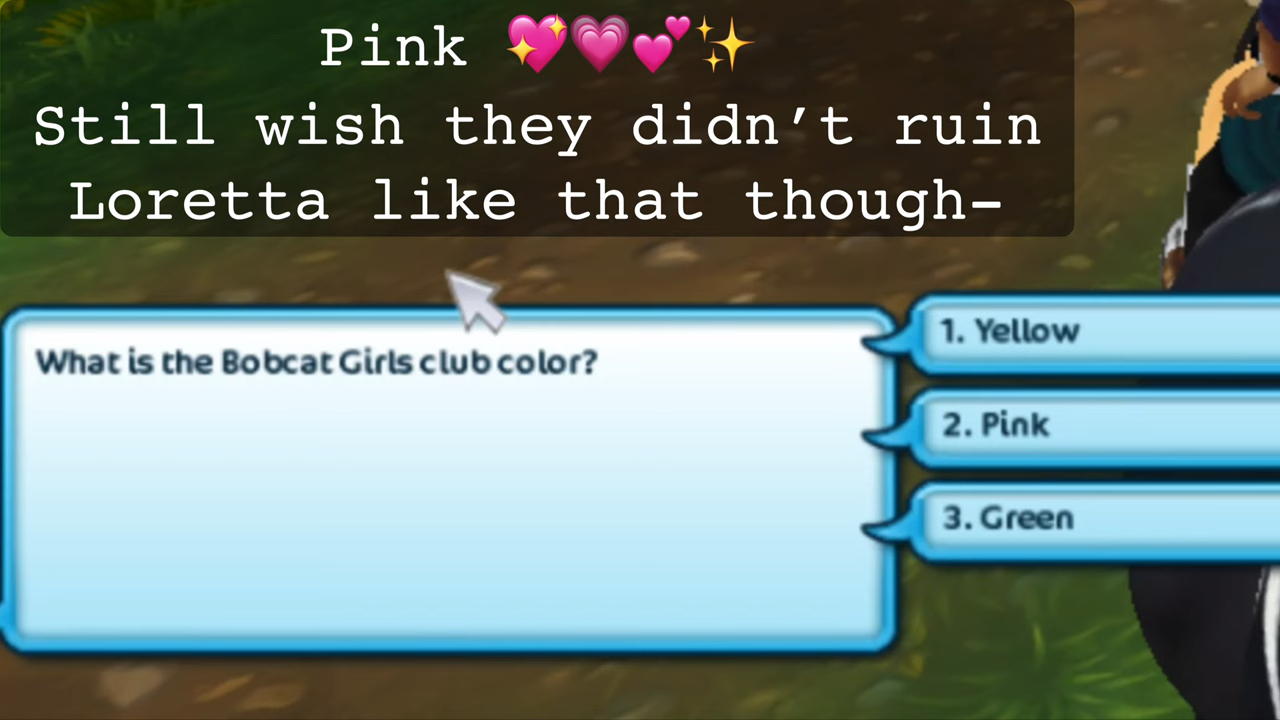 Pink 💖💗💕✨
Still wish they didn’t ruin
Loretta like that though-
What is the Bobcat Girls club color?
1. Yellow
2. Pink
3. Green